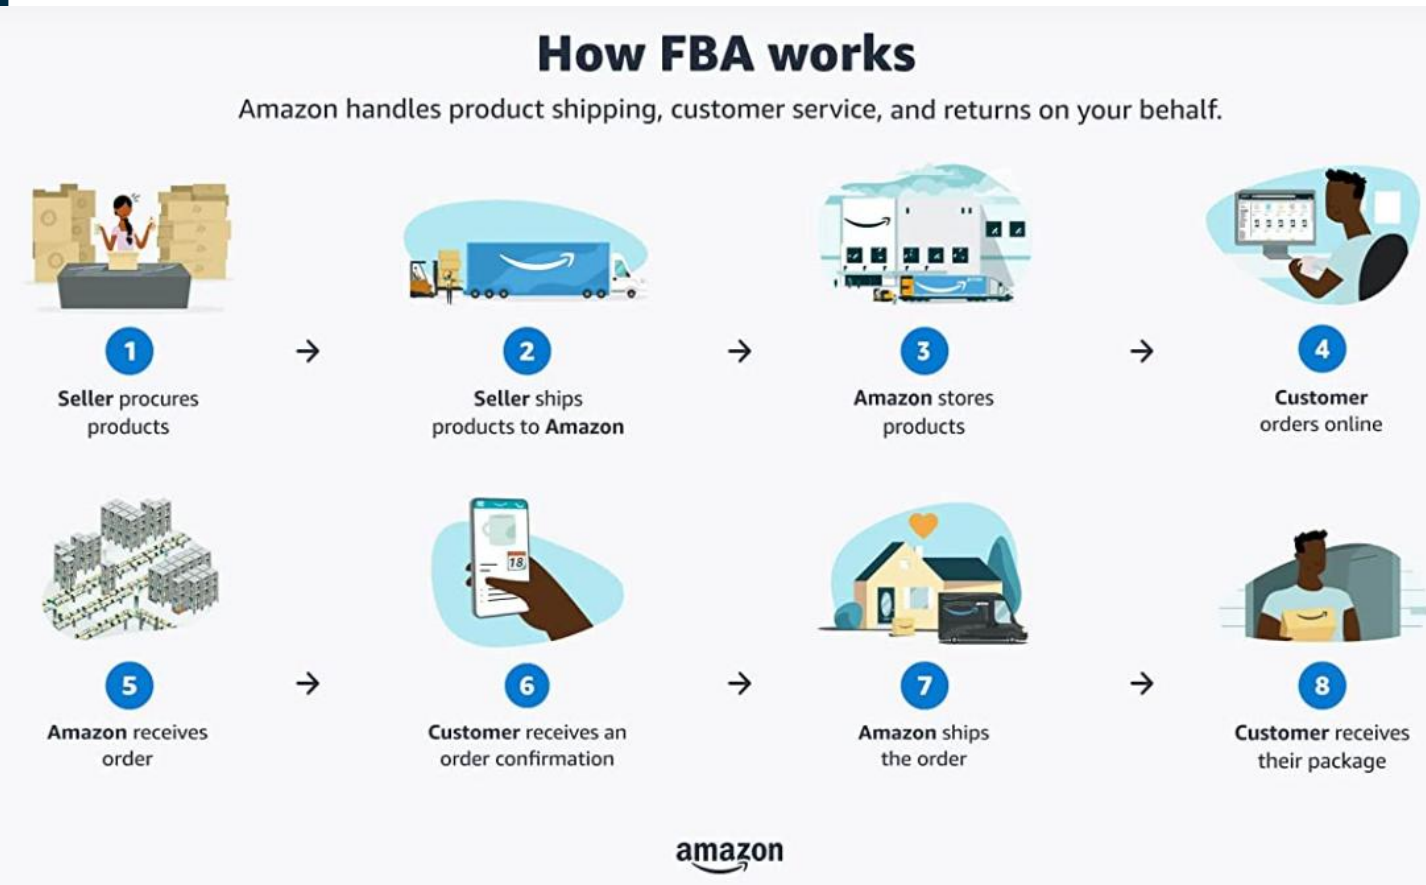 How FBA works
Amazon handles product shipping, customer service, and returns on your behalf.
1
Seller procures
products
2
Seller ships
products to Amazon
3
Amazon stores
products
4
Customer
orders online
18
5
Amazon receives
order
6
Customer receives an
order confirmation
7
Amazon ships
the order
8
Customer receives
their package
amazon